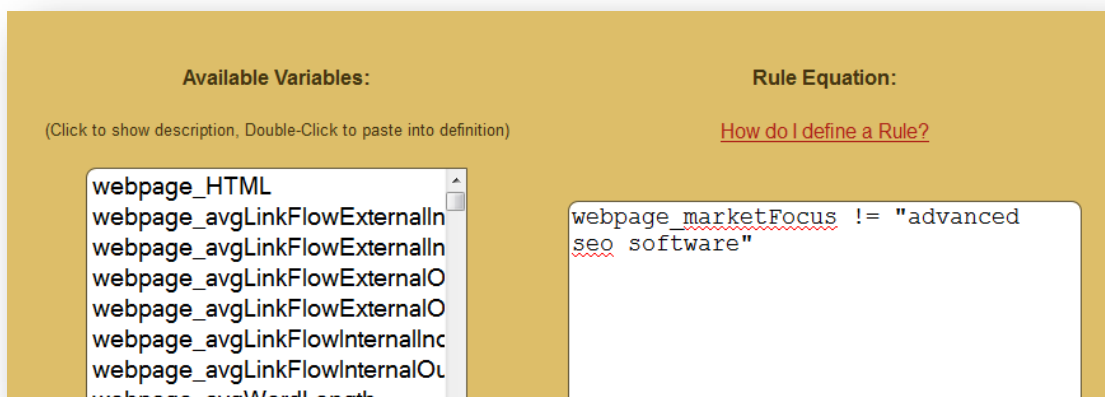 Available Variables:
(Click to show description, Double-Click to paste into definition)
webpage_HTML
webpage_avgLinkFlowExternalIn
webpage_avgLinkFlowExternalIn
webpage_avgLinkFlowExternalO
webpage_avgLinkFlowExternalO
webpage_avgLinkFlowInternalInc
webpage_avgLinkFlowInternalOu
webpage_avgWordLength
Rule Equation:
How do I define a Rule?
webpage_marketFocus != "advanced
seo software"